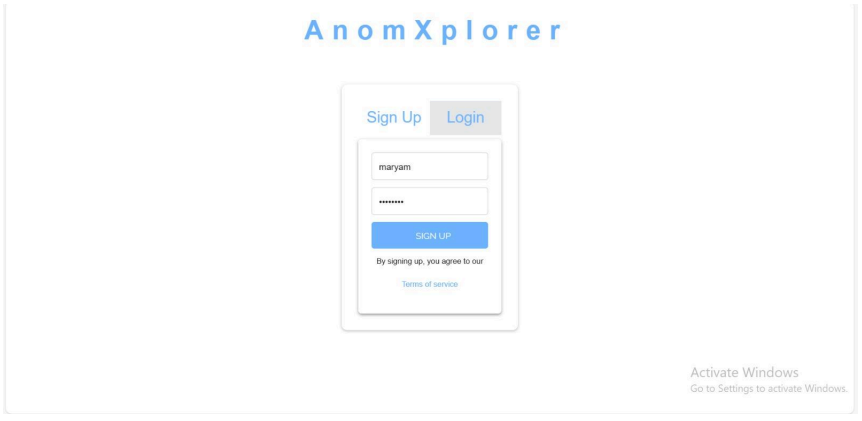 AnomXplorer
Sign Up Login
maryam
••••••••
SIGN UP
By signing up, you agree to our
Terms of service
Activate Windows
Go to Settings to activate Windows.